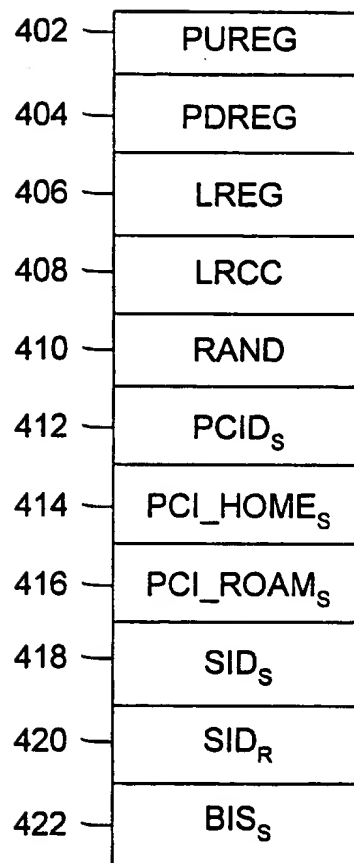 402 PUREG
404 PDREG
406 LREG
408 LRCC
410 RAND
412 PCIDS
414 PCI_HOMES
416 PCI_ROAMS
418 SIDS
420 SIDR
422 BISS